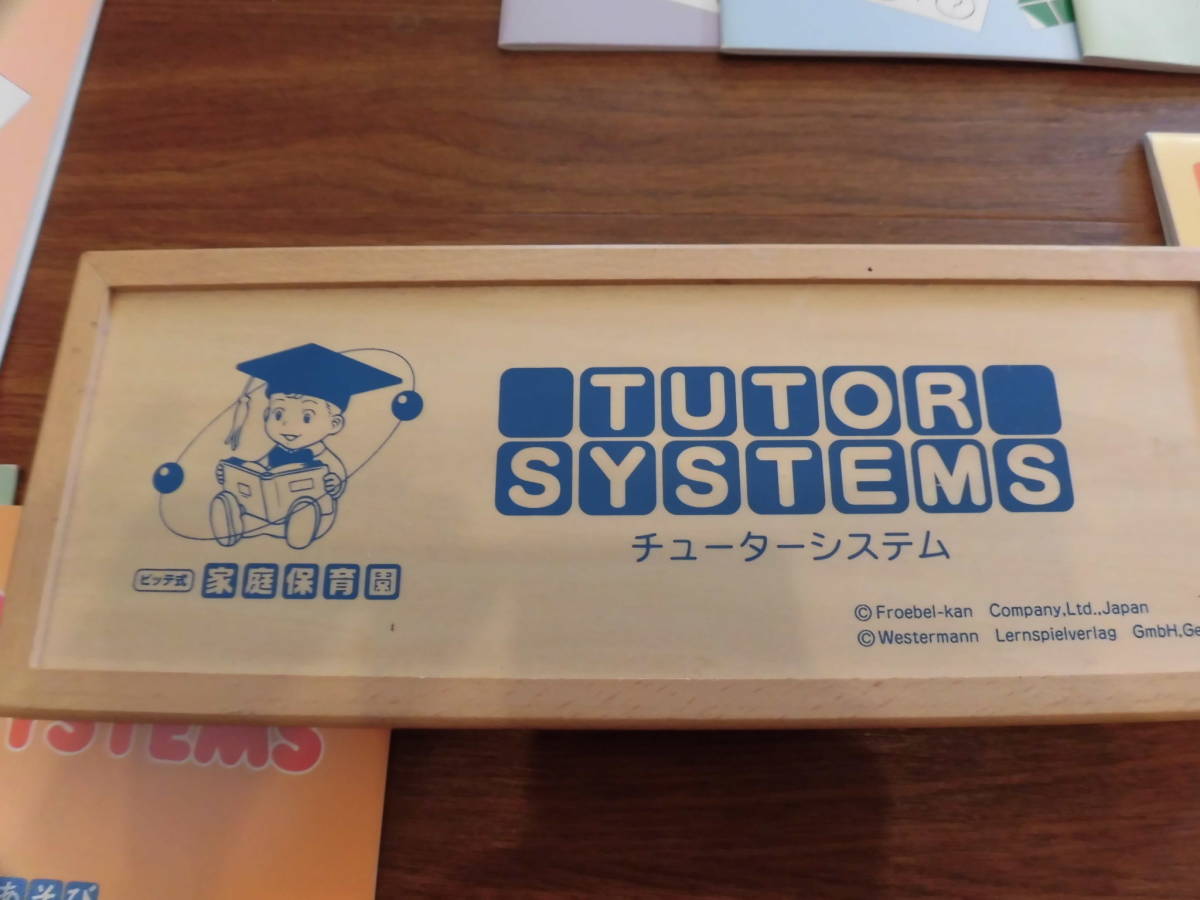 TUTOR
SYSTEMS
チューターシステム
ピッテ式 家庭保育園
© Froebel-kan Company,Ltd.,Japan
© Westermann Lernspielverlag GmbH,Ge
YSTEMS
あそび